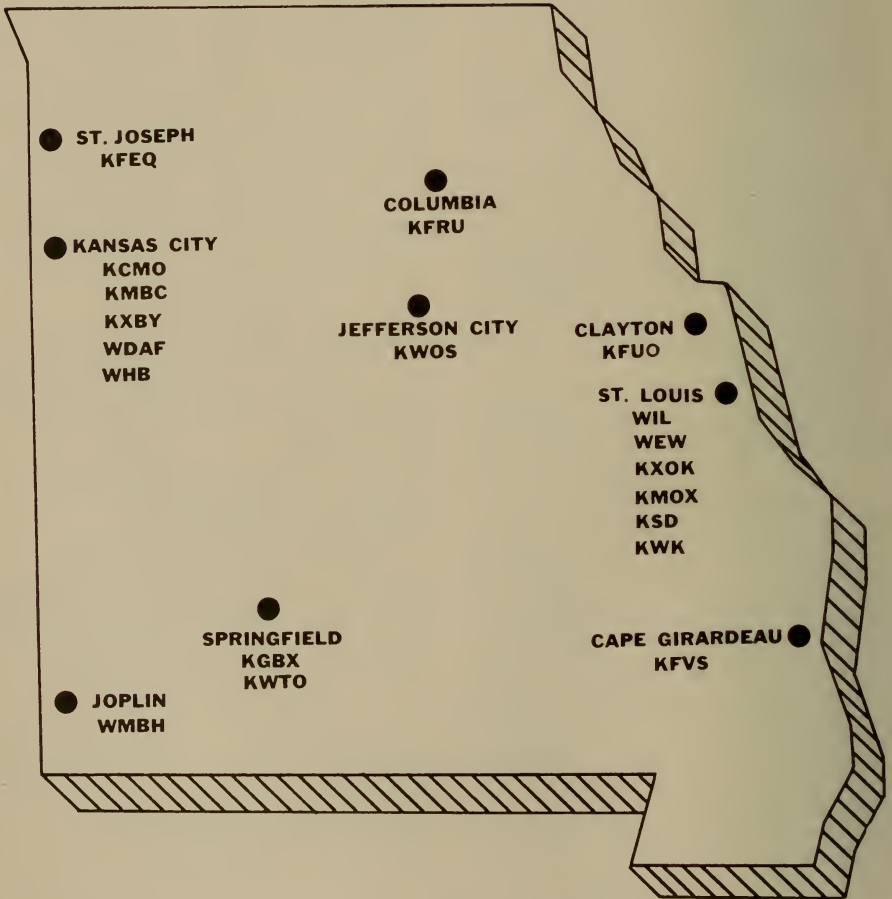 ST. JOSEPH
KFEQ
COLUMBIA
KFRU
KANSAS CITY
KCMO
KMBC
KXBY
WDAF
WHB
JEFFERSON CITY
KWOS
CLAYTON
KFUO
ST. LOUIS
WIL
WEW
KXOK
KMOX
KSD
KWK
SPRINGFIELD
KGBX
KWTO
CAPE GIRARDEAU
KFVS
JOPLIN
WMBH